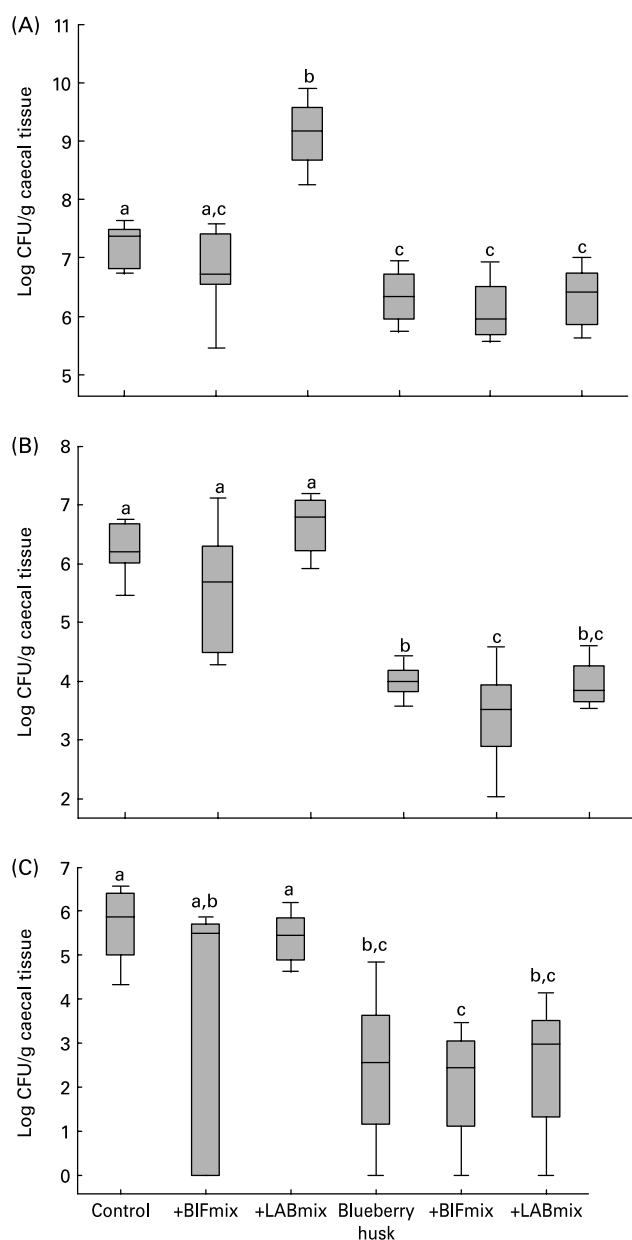 (A)
11
10
9
8
7
6
5
Log CFU/g caecal tissue
a
a,c
b
c
c
c
(B)
8
7
6
5
4
3
2
Log CFU/g caecal tissue
a
a
a
b
c
b,c
(C)
7
6
5
4
3
2
1
0
Log CFU/g caecal tissue
a
a,b
a
b,c
c
b,c
Control +BIFmix +LABmix Blueberry +BIFmix +LABmix
husk